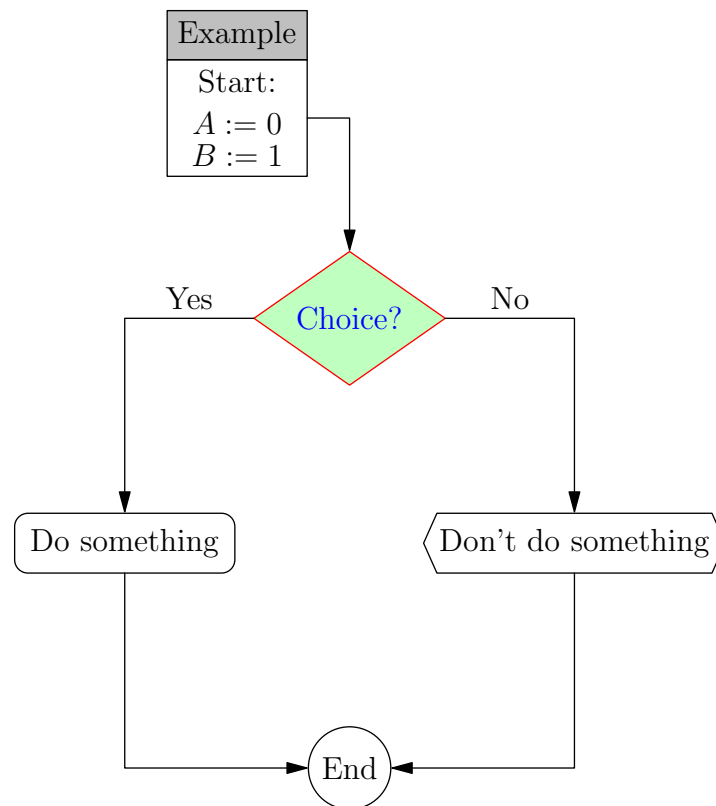 Example
Start:
A := 0
B := 1
Yes
No
Choice?
Do something
Don't do something
End